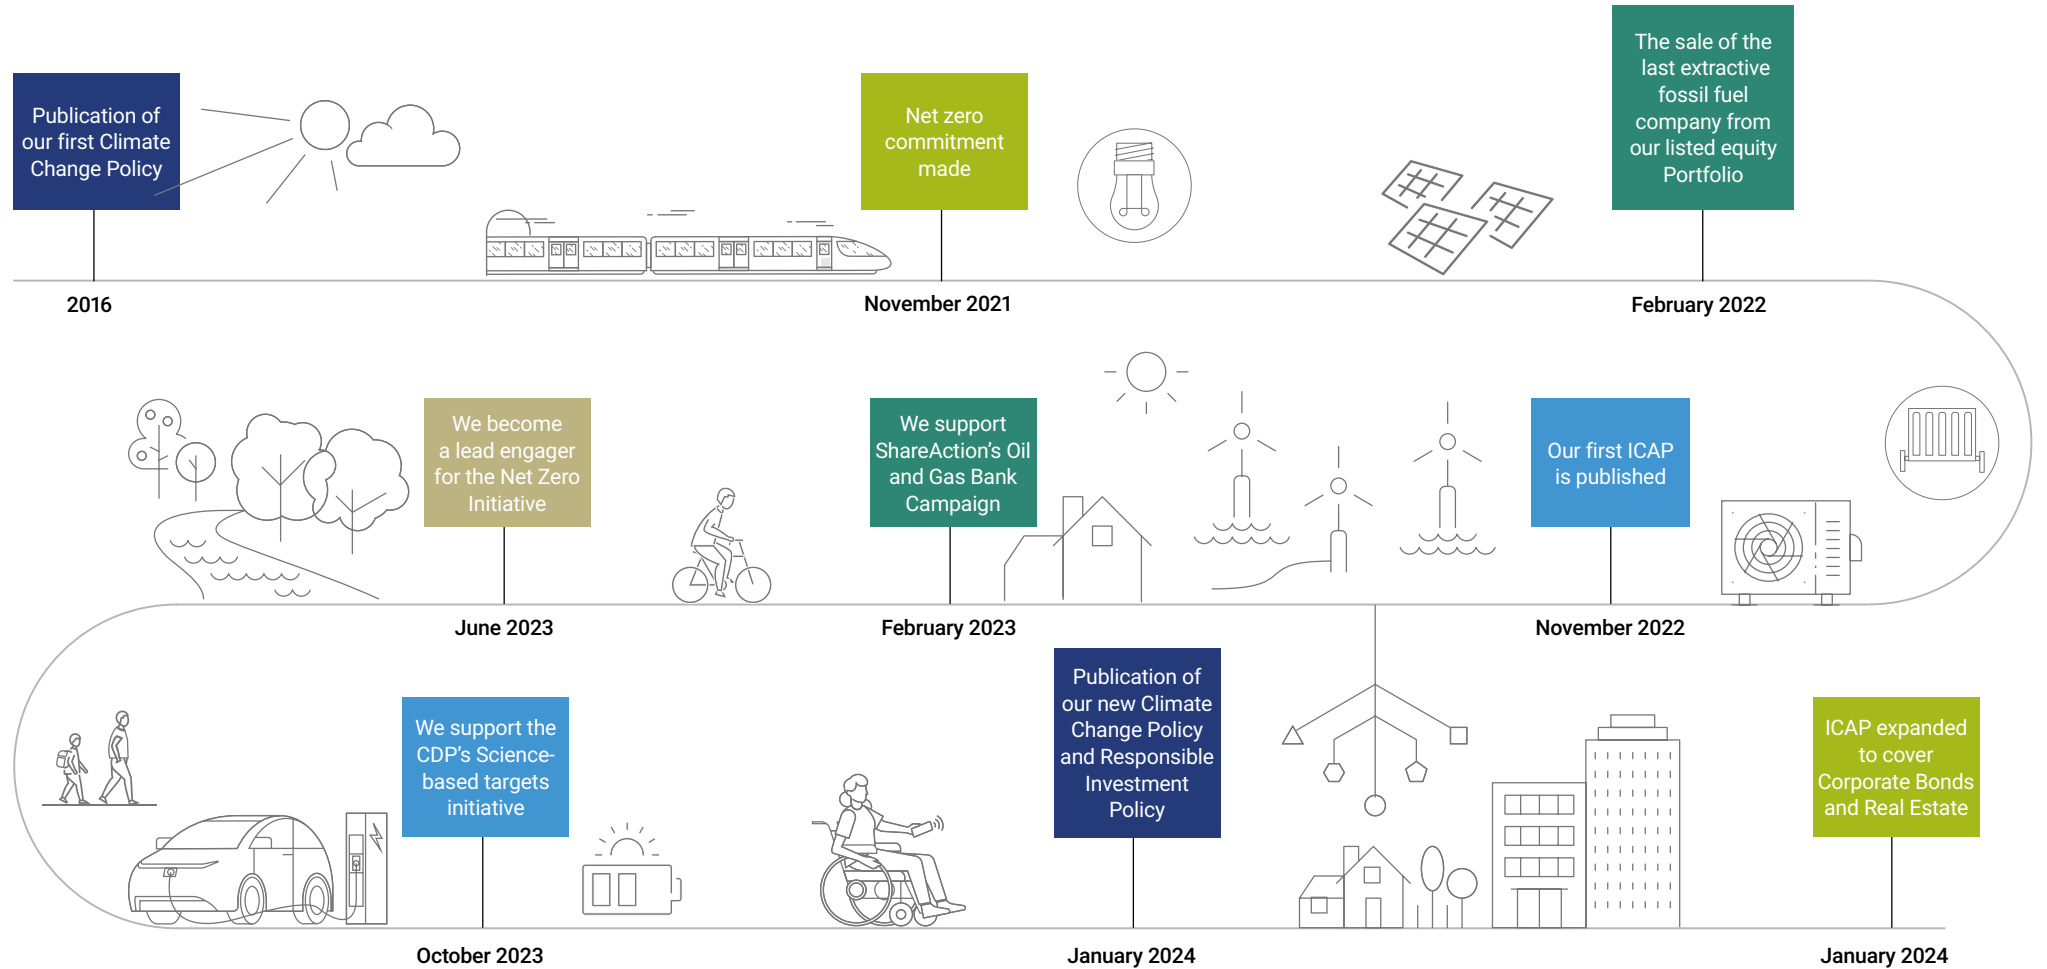 Publication of
our first Climate
Change Policy
2016
Net zero
commitment
made
November 2021
The sale of the
last extractive
fossil fuel
company from
our listed equity
Portfolio
February 2022
Our first ICAP
is published
November 2022
We support
ShareAction's Oil
and Gas Bank
Campaign
February 2023
We become
a lead engager
for the Net Zero
Initiative
June 2023
We support the
CDP's Science-
based targets
initiative
October 2023
Publication of
our new Climate
Change Policy
and Responsible
Investment
Policy
January 2024
ICAP expanded
to cover
Corporate Bonds
and Real Estate
January 2024